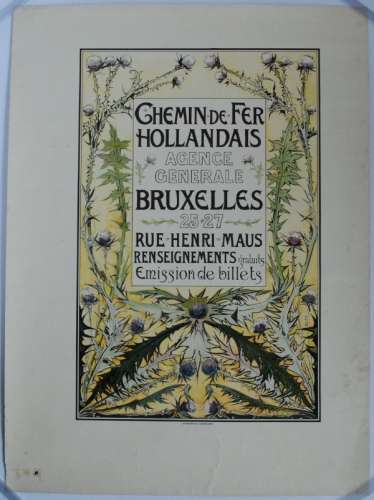 CHEMIN·DE·FER
HOLLANDAIS
AGENCE
GENERALE
BRUXELLES
25-27
RUE·HENRI·MAUS
RENSEIGNEMENTS gratuits
Emission de billets